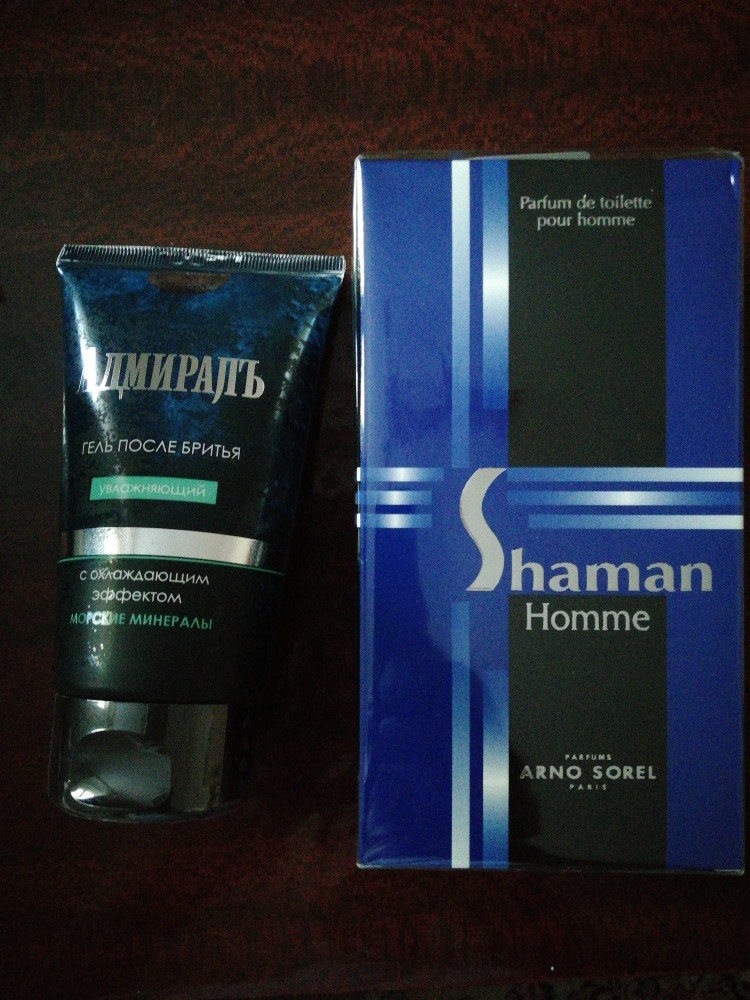 АДМИРАЛЪ
ГЕЛЬ ПОСЛЕ БРИТЬЯ
увлажняющий
с охлаждающим
эффектом
МОРСКИЕ МИНЕРАЛЫ
Parfum de toilette
pour homme
Shaman
Homme
PARFUMS
ARNO SOREL
PARIS